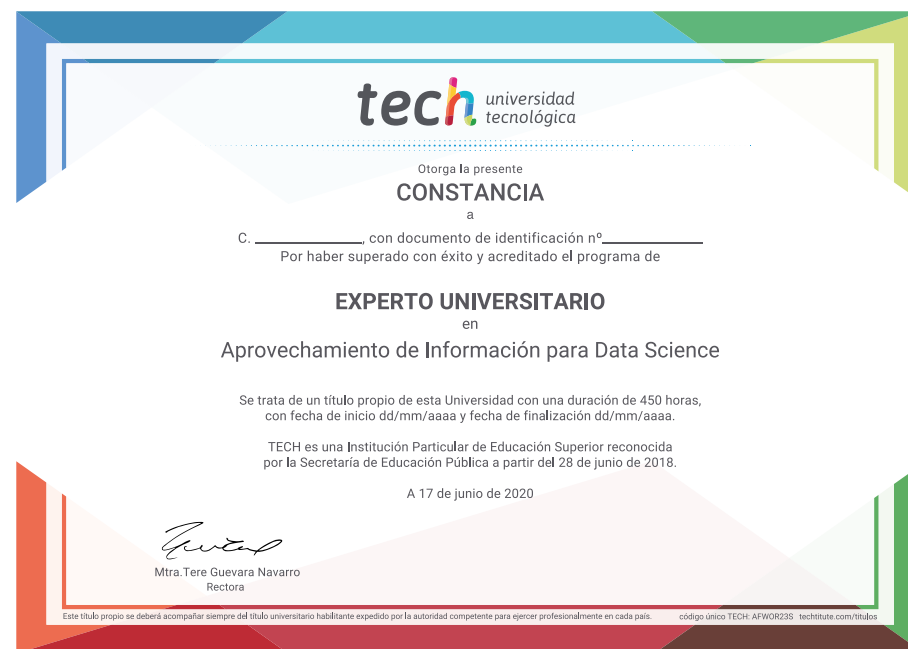 tech universidad
tecnológica
Otorga la presente
CONSTANCIA
a
C. ____________, con documento de identificación nº____________
Por haber superado con éxito y acreditado el programa de
EXPERTO UNIVERSITARIO
en
Aprovechamiento de Información para Data Science
Se trata de un título propio de esta Universidad con una duración de 450 horas,
con fecha de inicio dd/mm/aaaa y fecha de finalización dd/mm/aaaa.
TECH es una Institución Particular de Educación Superior reconocida
por la Secretaría de Educación Pública a partir del 28 de junio de 2018.
A 17 de junio de 2020
Mtra.Tere Guevara Navarro
Rectora
Este título propio se deberá acompañar siempre del título universitario habilitante expedido por la autoridad competente para ejercer profesionalmente en cada país. código único TECH: AFWOR23S techtitute.com/titulos